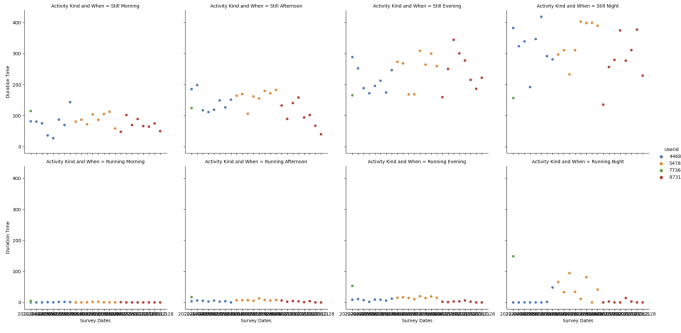 Activity Kind and When = Still Morning
Activity Kind and When = Still Afternoon
Activity Kind and When = Still Evening
Activity Kind and When = Still Night
400
300
200
100
0
Duration Time
Userid
4468
5478
7736
8731
Activity Kind and When = Running Morning
Activity Kind and When = Running Afternoon
Activity Kind and When = Running Evening
Activity Kind and When = Running Night
400
300
200
100
0
Duration Time
Survey Dates
Survey Dates
Survey Dates
Survey Dates